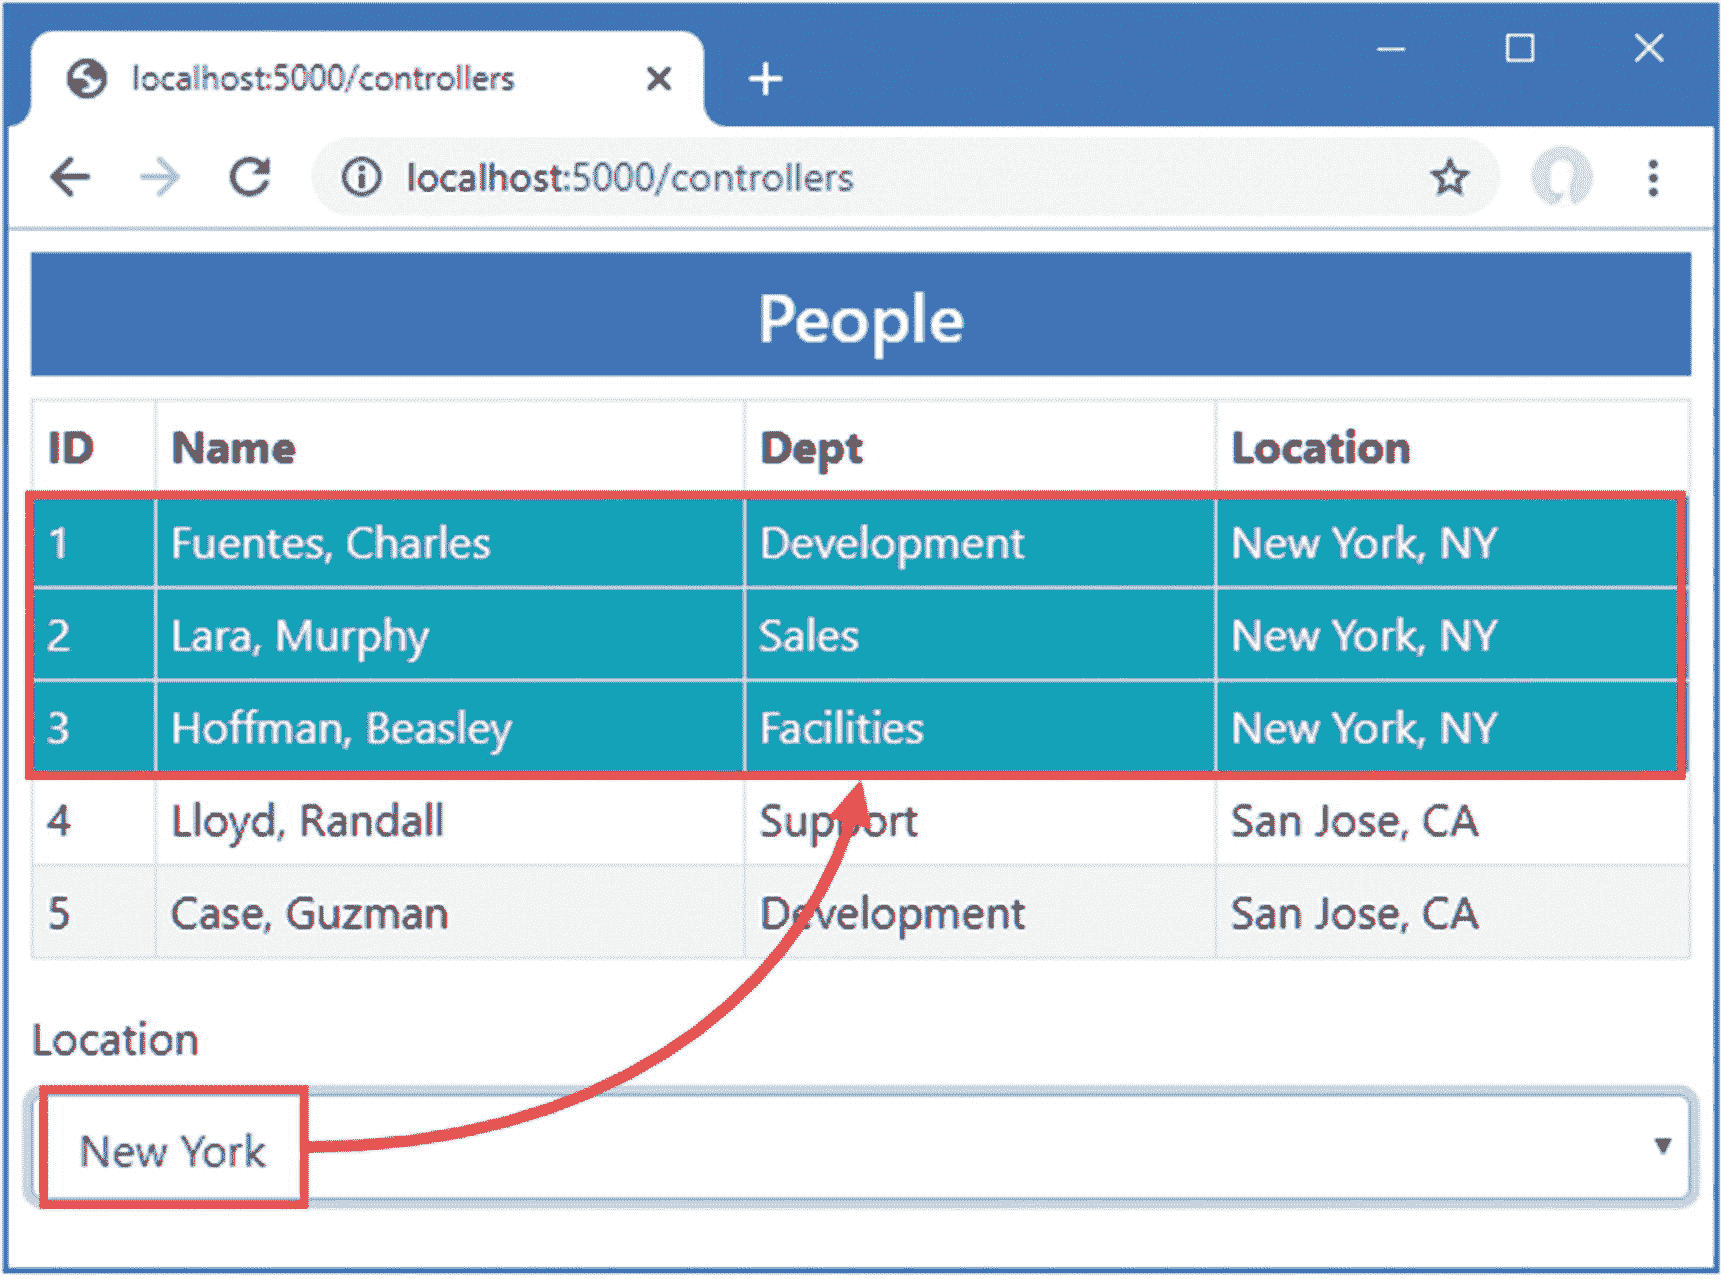 localhost:5000/controllers
localhost:5000/controllers
People
ID Name Dept Location
1 Fuentes, Charles Development New York, NY
2 Lara, Murphy Sales New York, NY
3 Hoffman, Beasley Facilities New York, NY
4 Lloyd, Randall Support San Jose, CA
5 Case, Guzman Development San Jose, CA
Location
New York